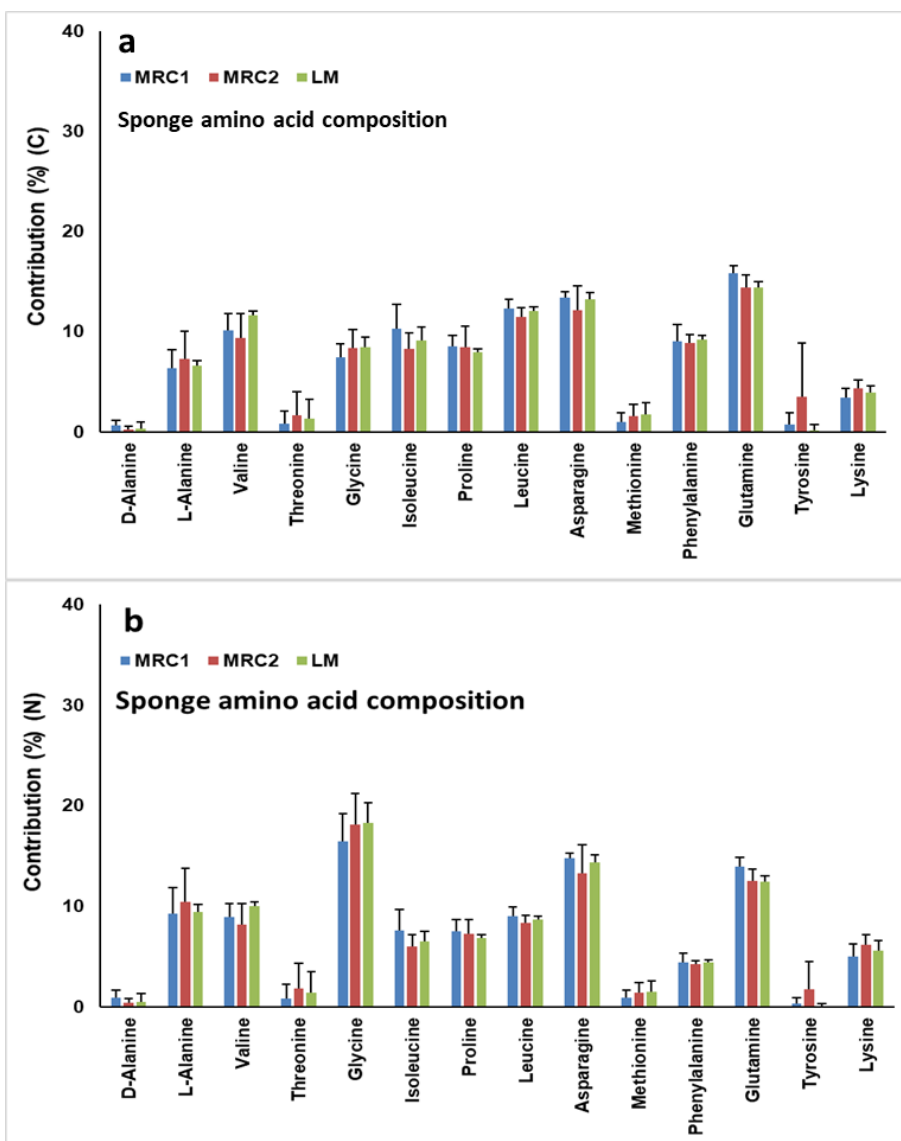 a
MRC1 MRC2 LM
Sponge amino acid composition
Contribution (%) (C)
40
30
20
10
0
D-Alanine
L-Alanine
Valine
Threonine
Glycine
Isoleucine
Proline
Leucine
Asparagine
Methionine
Phenylalanine
Glutamine
Tyrosine
Lysine
b
MRC1 MRC2 LM
Sponge amino acid composition
Contribution (%) (N)
40
30
20
10
0
D-Alanine
L-Alanine
Valine
Threonine
Glycine
Isoleucine
Proline
Leucine
Asparagine
Methionine
Phenylalanine
Glutamine
Tyrosine
Lysine